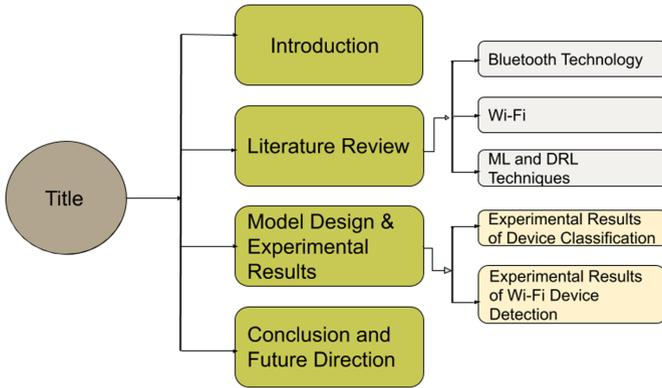 Title
Introduction
Literature Review
Model Design &
Experimental
Results
Conclusion and
Future Direction
Bluetooth Technology
Wi-Fi
ML and DRL
Techniques
Experimental Results
of Device Classification
Experimental Results
of Wi-Fi Device
Detection